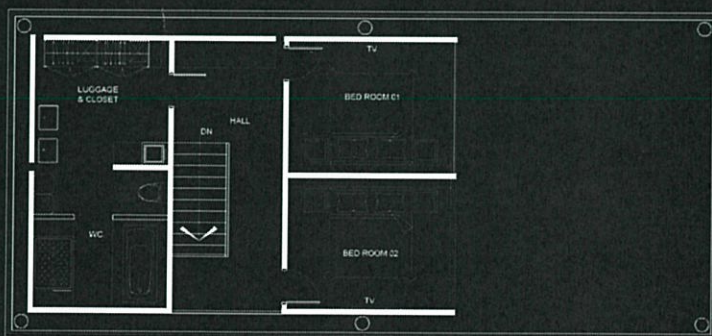 TV
LUGGAGE
& CLOSET
BED ROOM 01
HALL
DN
WC
BED ROOM 02
TV